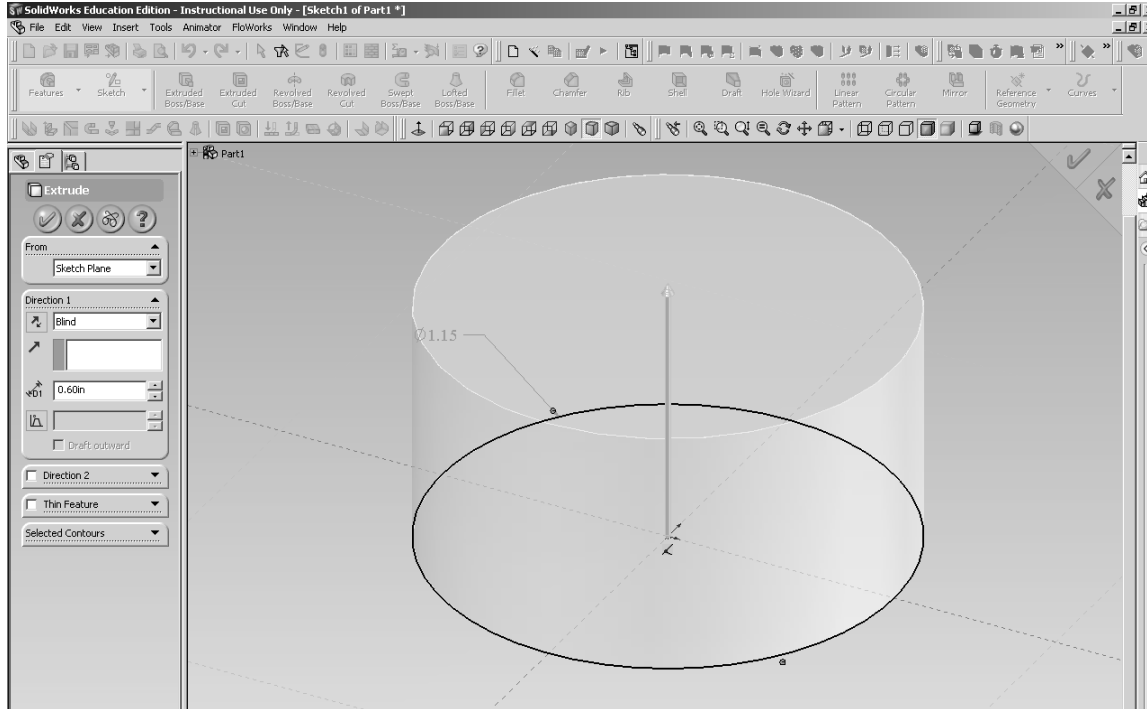 SolidWorks Education Edition - Instructional Use Only - [Sketch1 of Part1 *]
File Edit View Insert Tools Animator FloWorks Window Help
Features Sketch Extruded Boss/Base Extruded Cut Revolved Boss/Base Revolved Cut Swept Boss/Base Lofted Boss/Base Fillet Chamfer Rib Shell Draft Hole Wizard Linear Pattern Circular Pattern Mirror Reference Geometry Curves
Part1
Extrude
From
Sketch Plane
Direction 1
Blind
D1 0.60in
Draft outward
Direction 2
Thin Feature
Selected Contours
Ø1.15